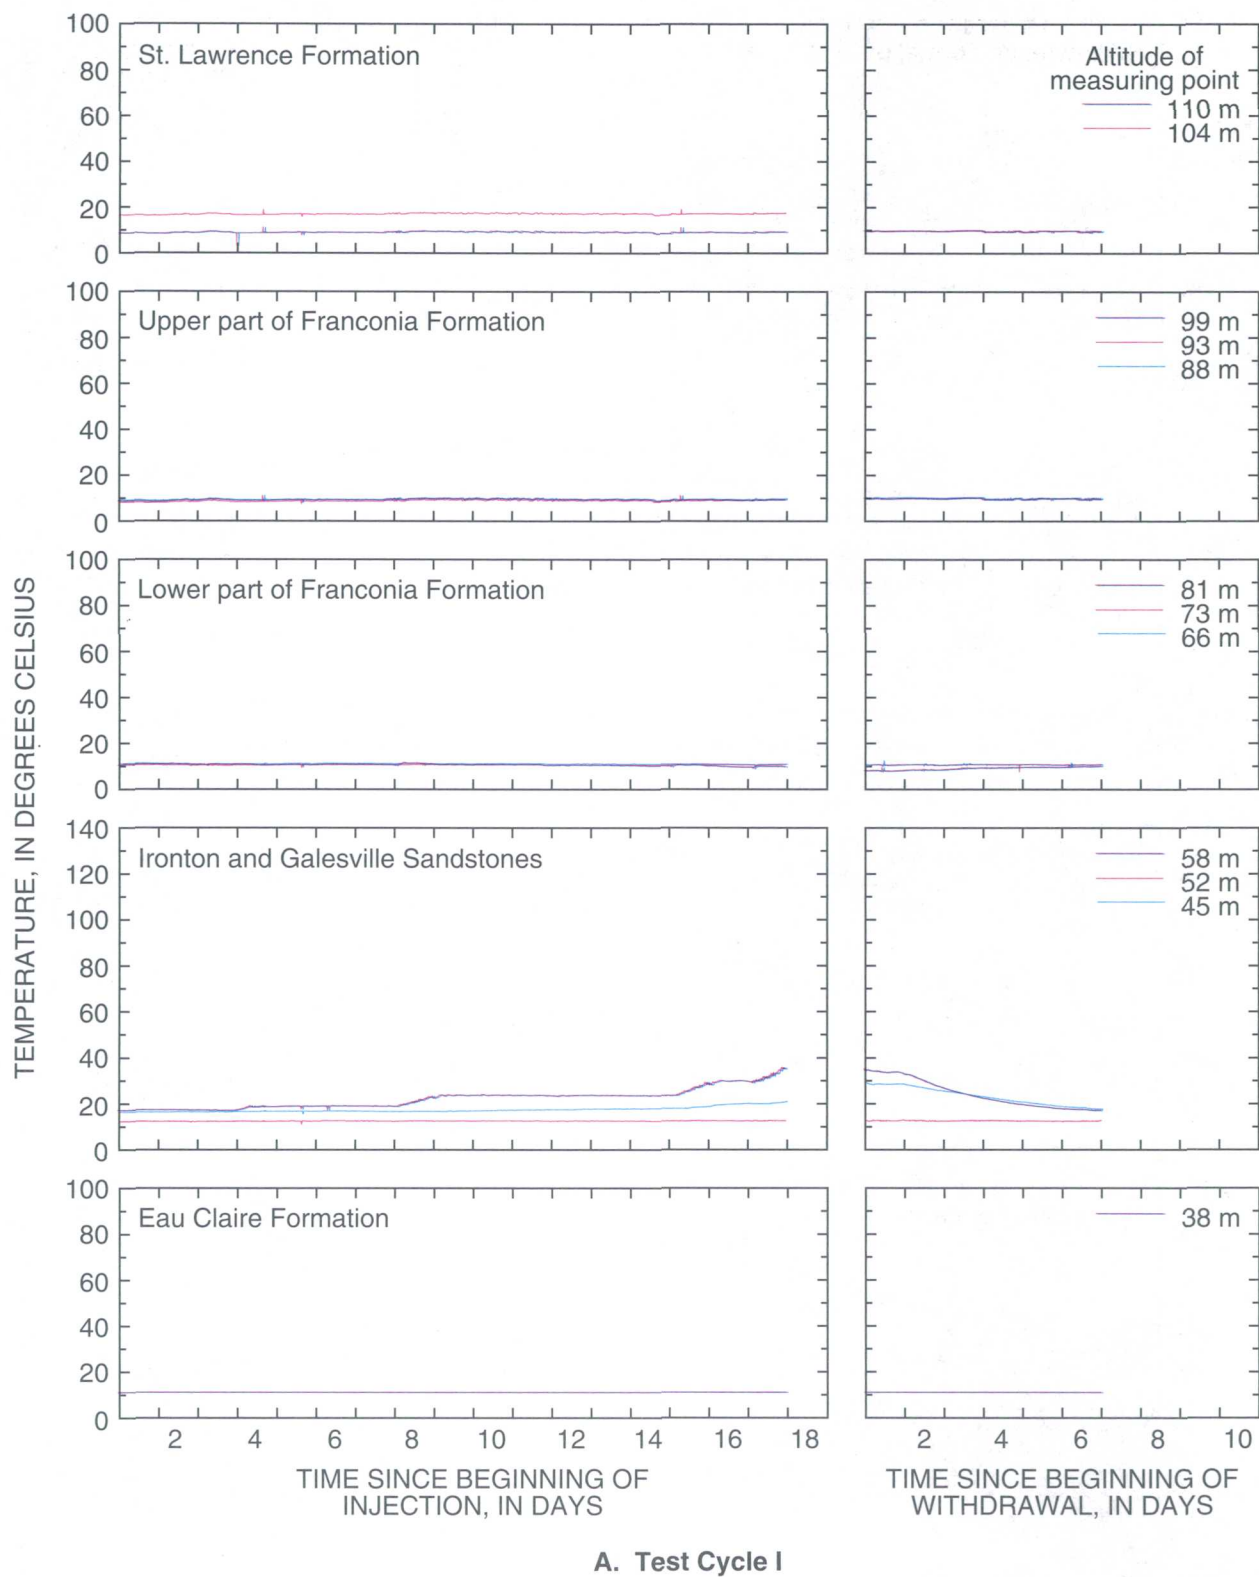 100
80
60
40
20
0
St. Lawrence Formation
Altitude of
measuring point
110 m
104 m
100
80
60
40
20
0
Upper part of Franconia Formation
99 m
93 m
88 m
100
80
60
40
20
0
Lower part of Franconia Formation
81 m
73 m
66 m
TEMPERATURE, IN DEGREES CELSIUS
140
120
100
80
60
40
20
0
Ironton and Galesville Sandstones
58 m
52 m
45 m
100
80
60
40
20
0
Eau Claire Formation
38 m
2 4 6 8 10 12 14 16 18
2 4 6 8 10
TIME SINCE BEGINNING OF
INJECTION, IN DAYS
TIME SINCE BEGINNING OF
WITHDRAWAL, IN DAYS
A. Test Cycle I